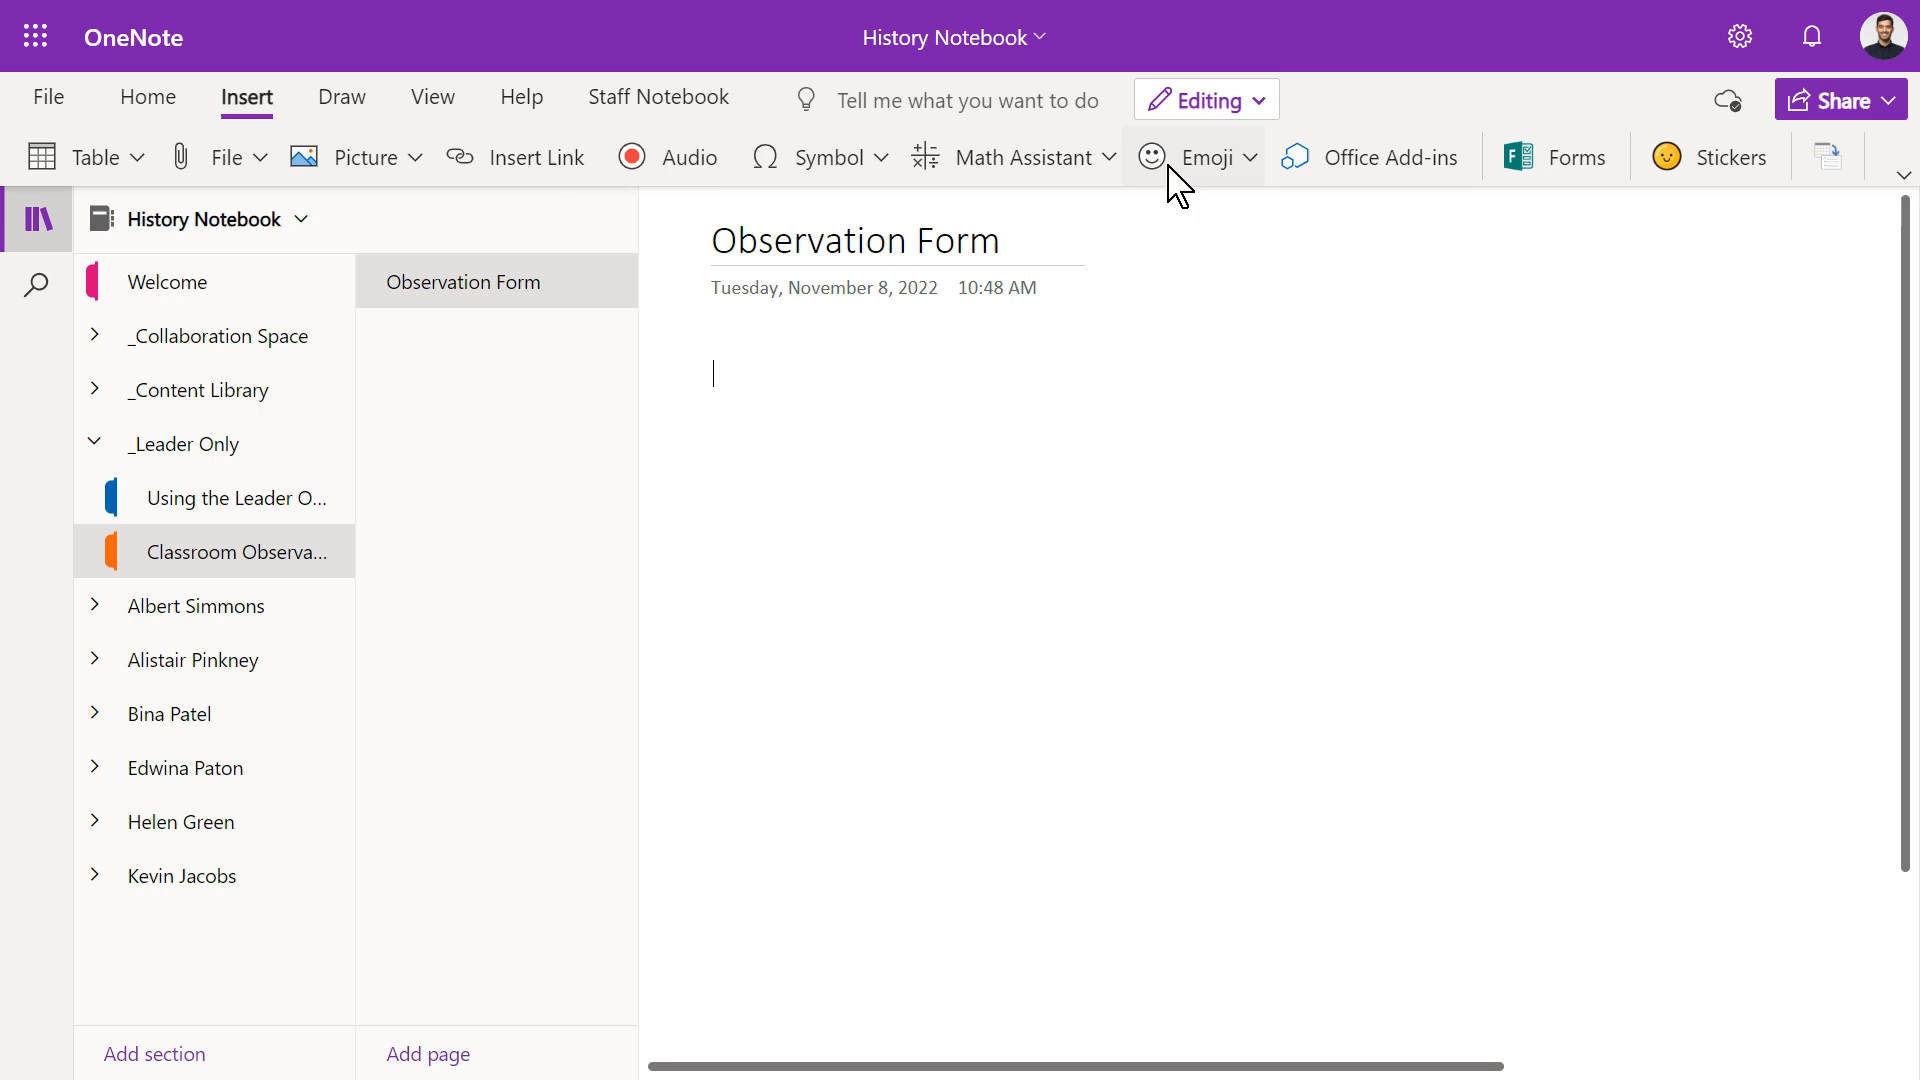 OneNote
History Notebook
File Home Insert Draw View Help Staff Notebook Tell me what you want to do Editing Share
Table File Picture Insert Link Audio Symbol Math Assistant Emoji Office Add-ins Forms Stickers
History Notebook
Welcome
_Collaboration Space
_Content Library
_Leader Only
Using the Leader O...
Classroom Observa...
Albert Simmons
Alistair Pinkney
Bina Patel
Edwina Paton
Helen Green
Kevin Jacobs
Add section
Observation Form
Add page
Observation Form
Tuesday, November 8, 2022 10:48 AM